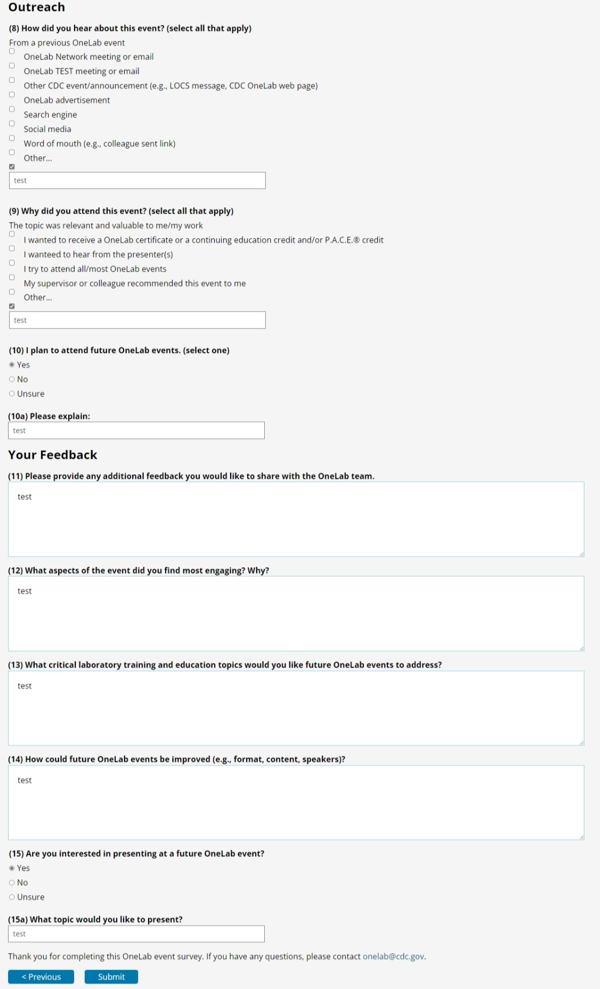 Outreach
(8) How did you hear about this event? (select all that apply)
From a previous OneLab event
OneLab Network meeting or email
OneLab TEST meeting or email
Other CDC event/announcement (e.g., LOCS message, CDC OneLab web page)
OneLab advertisement
Search engine
Social media
Word of mouth (e.g., colleague sent link)
Other...
test
(9) Why did you attend this event? (select all that apply)
The topic was relevant and valuable to me/my work
I wanted to receive a OneLab certificate or a continuing education credit and/or P.A.C.E.® credit
I wanteed to hear from the presenter(s)
I try to attend all/most OneLab events
My supervisor or colleague recommended this event to me
Other...
test
(10) I plan to attend future OneLab events. (select one)
Yes
No
Unsure
(10a) Please explain:
test
Your Feedback
(11) Please provide any additional feedback you would like to share with the OneLab team.
test
(12) What aspects of the event did you find most engaging? Why?
test
(13) What critical laboratory training and education topics would you like future OneLab events to address?
test
(14) How could future OneLab events be improved (e.g., format, content, speakers)?
test
(15) Are you interested in presenting at a future OneLab event?
Yes
No
Unsure
(15a) What topic would you like to present?
test
Thank you for completing this OneLab event survey. If you have any questions, please contact onelab@cdc.gov.
< Previous Submit